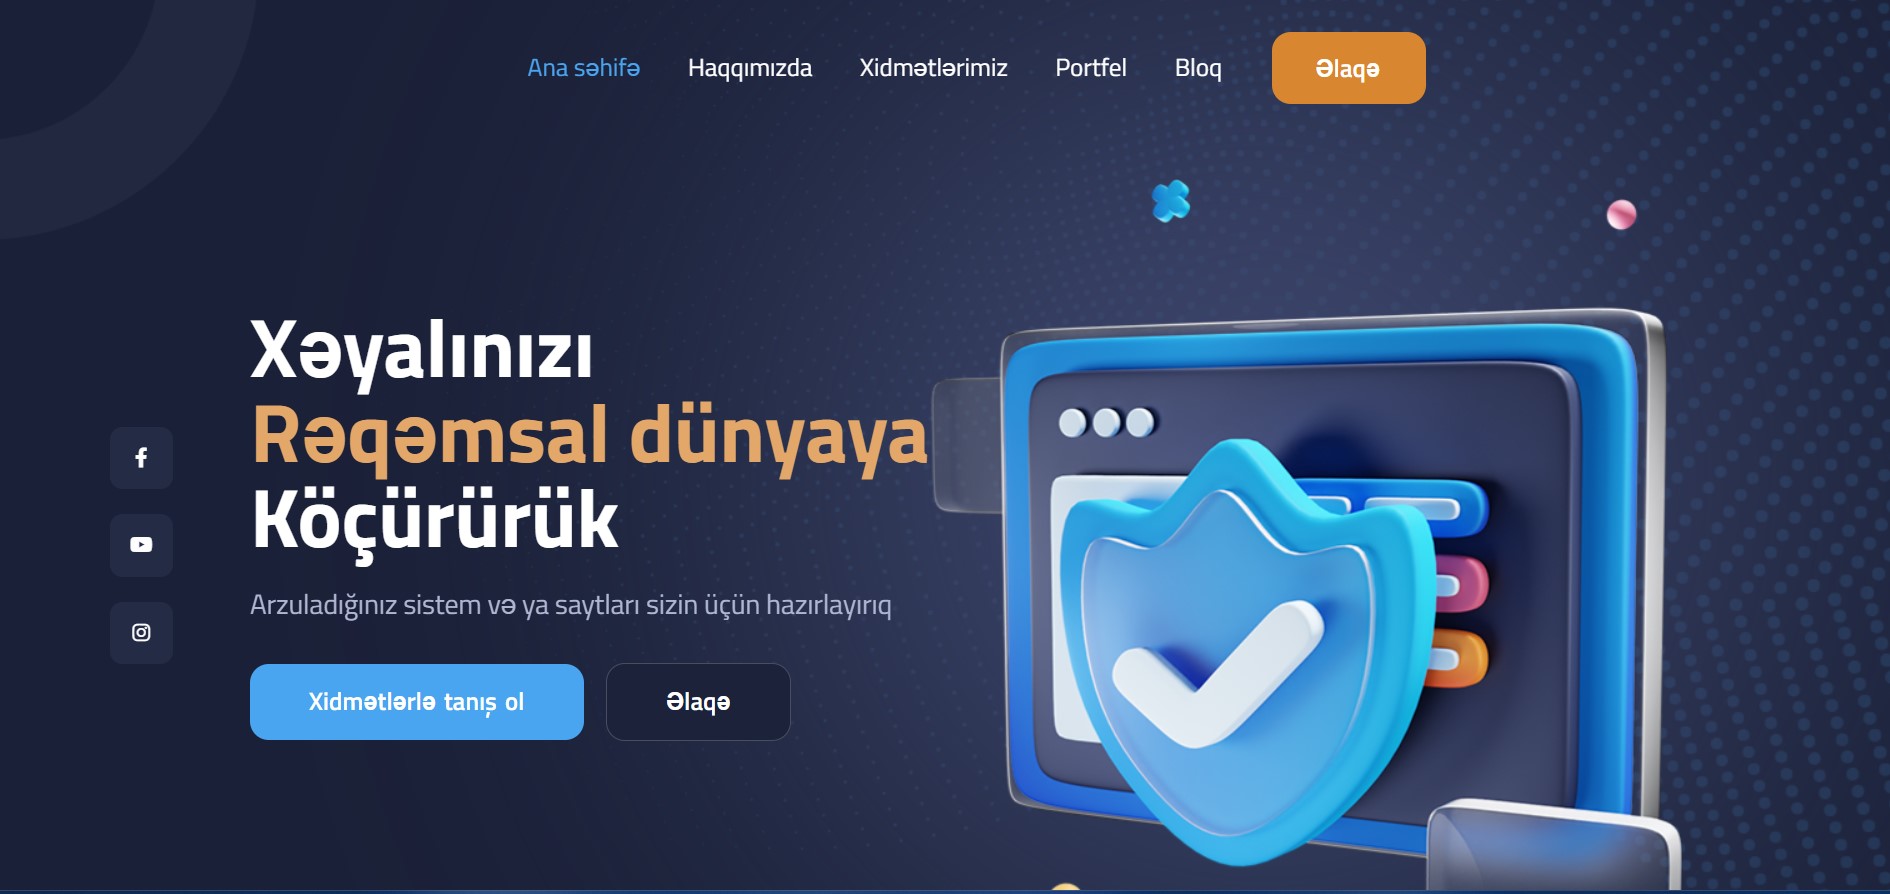 Ana səhifə Haqqımızda Xidmətlərimiz Portfel Bloq Əlaqə
Xəyalınızı
Rəqəmsal dünyaya
Köçürürük
Arzuladığınız sistem və ya saytları sizin üçün hazırlayırıq
Xidmətlərlə tanış ol Əlaqə